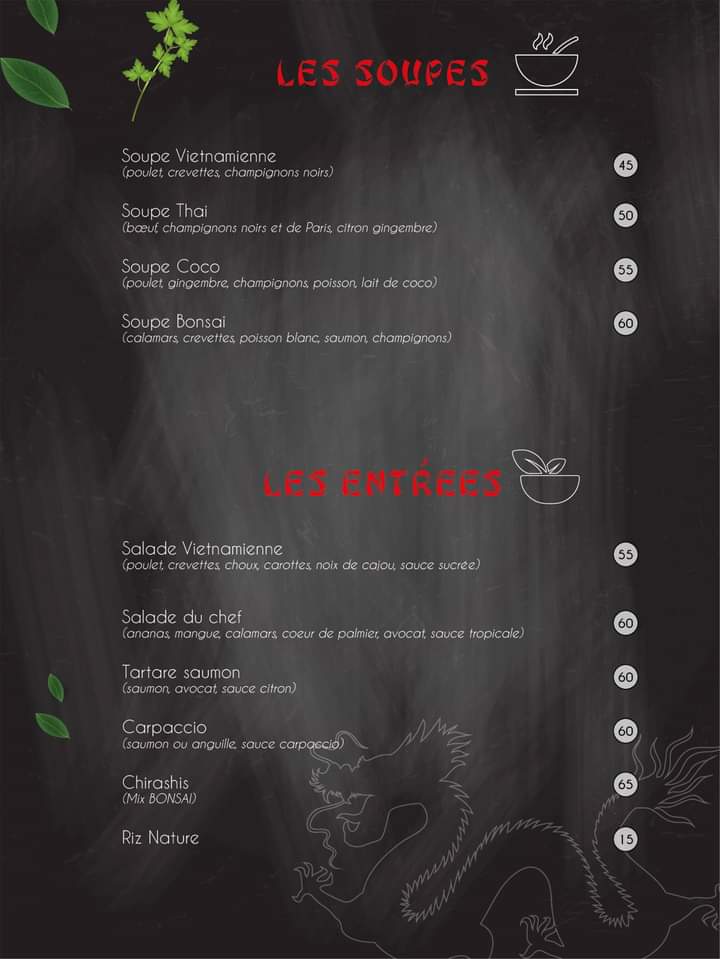 LES SOUPES
Soupe Vietnamienne 45
(poulet, crevettes, champignons noirs)
Soupe Thai 50
(bœuf, champignons noirs et de Paris, citron gingembre)
Soupe Coco 55
(poulet, gingembre, champignons, poisson, lait de coco)
Soupe Bonsai 60
(calamars, crevettes, poisson blanc, saumon, champignons)
LES ENTRÉES
Salade Vietnamienne 55
(poulet, crevettes, choux, carottes, noix de cajou, sauce sucrée)
Salade du chef 60
(ananas, mangue, calamars, coeur de palmier, avocat, sauce tropicale)
Tartare saumon 60
(saumon, avocat, sauce citron)
Carpaccio 60
(saumon ou anguille, sauce carpaccio)
Chirashis 65
(Mix BONSAI)
Riz Nature 15